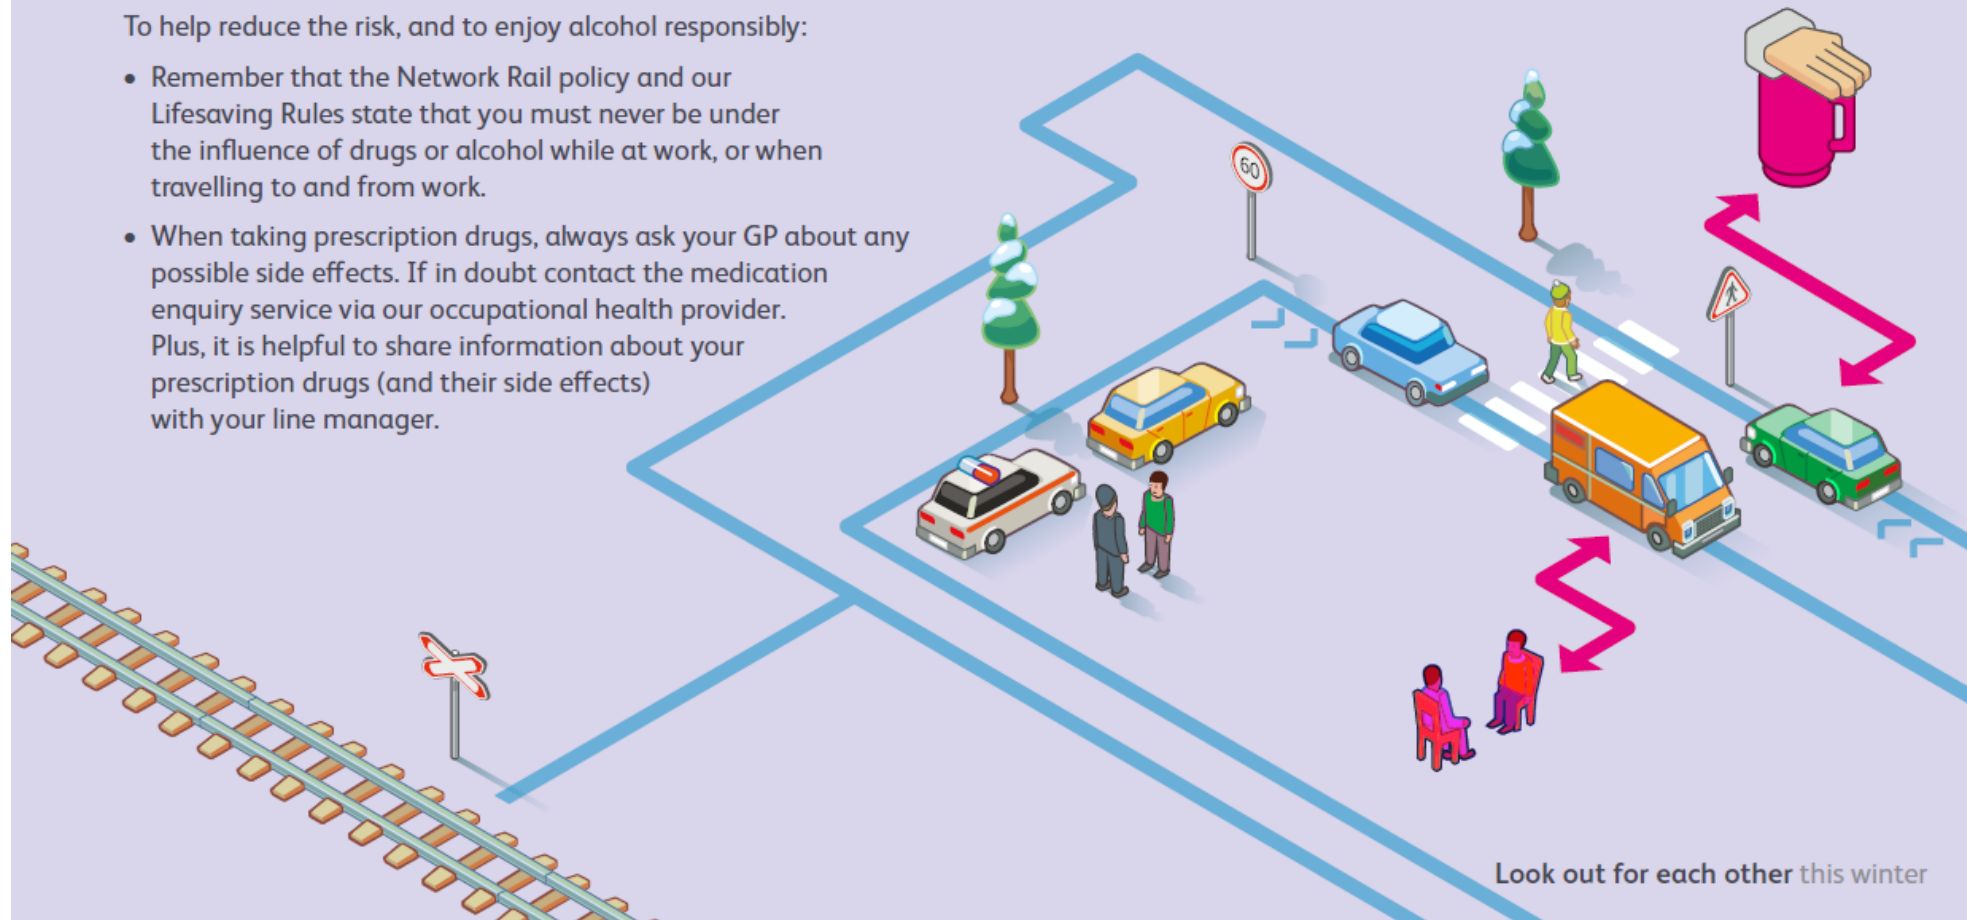 To help reduce the risk, and to enjoy alcohol responsibly:
• Remember that the Network Rail policy and our
Lifesaving Rules state that you must never be under
the influence of drugs or alcohol while at work, or when
travelling to and from work.
• When taking prescription drugs, always ask your GP about any
possible side effects. If in doubt contact the medication
enquiry service via our occupational health provider.
Plus, it is helpful to share information about your
prescription drugs (and their side effects)
with your line manager.
60
Look out for each other this winter